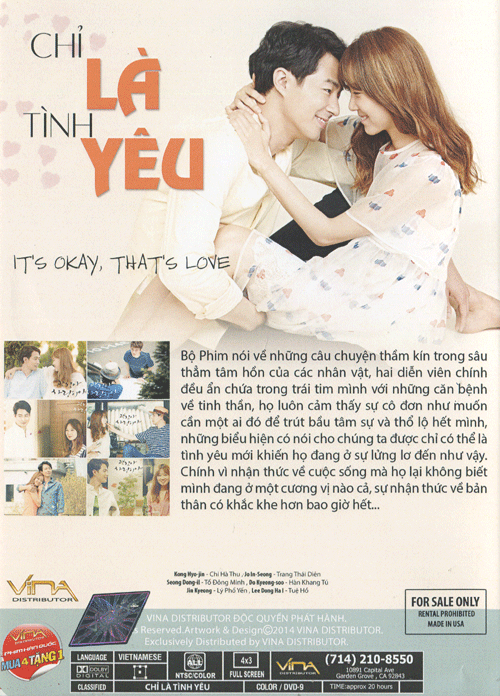 CHỈ
LÀ
TÌNH
YÊU
IT'S OKAY, THAT'S LOVE
Bộ Phim nói về những câu chuyện thầm kín trong sâu
thẳm tâm hồn của các nhân vật, hai diễn viên chính
đều ẩn chứa trong trái tim mình với những căn bệnh
về tinh thần, họ luôn cảm thấy sự cô đơn như muốn
cần một ai đó để trút bầu tâm sự và thổ lộ hết mình,
những biểu hiện có nói cho chúng ta được chỉ có thể là
tình yêu mới khiến họ đang ở sự lửng lơ đến như vậy.
Chính vì nhận thức về cuộc sống mà họ lại không biết
mình đang ở một cương vị nào cả, sự nhận thức về bản
thân có khắc khe hơn bao giờ hết...
Kong Hyo-jin - Chi Hà Thu , Jo In-Seong - Trang Thái Diện
Seong Dong-il - Tổ Đông Minh , Do Kyeong-soo - Hàn Khang Tú
Jin Kyeong - Lý Phổ Yên , Lee Dong Ha I - Tuệ Hổ
VINA
DISTRIBUTOR
FOR SALE ONLY
RENTAL PROHIBITED
MADE IN USA
VINA DISTRIBUTOR ĐỘC QUYỀN PHÁT HÀNH.
s Reserved.Artwork & Design©2014 VINA DISTRIBUTOR.
Exclusively Distributed by VINA DISTRIBUTOR.
PHIM HÀN QUỐC
MUA 4 TẶNG 1
DOLBY
DIGITAL
LANGUAGE
VIETNAMESE
ALL
NTSC/COLOR
4x3
FULL SCREEN
VINA
DISTRIBUTOR
(714) 210-8550
10891 Capital Ave
Garden Grove, CA 92843
CLASSIFIED
CHỈ LÀ TÌNH YÊU
COLOR / DVD-9
TIME: approx. 20 hours